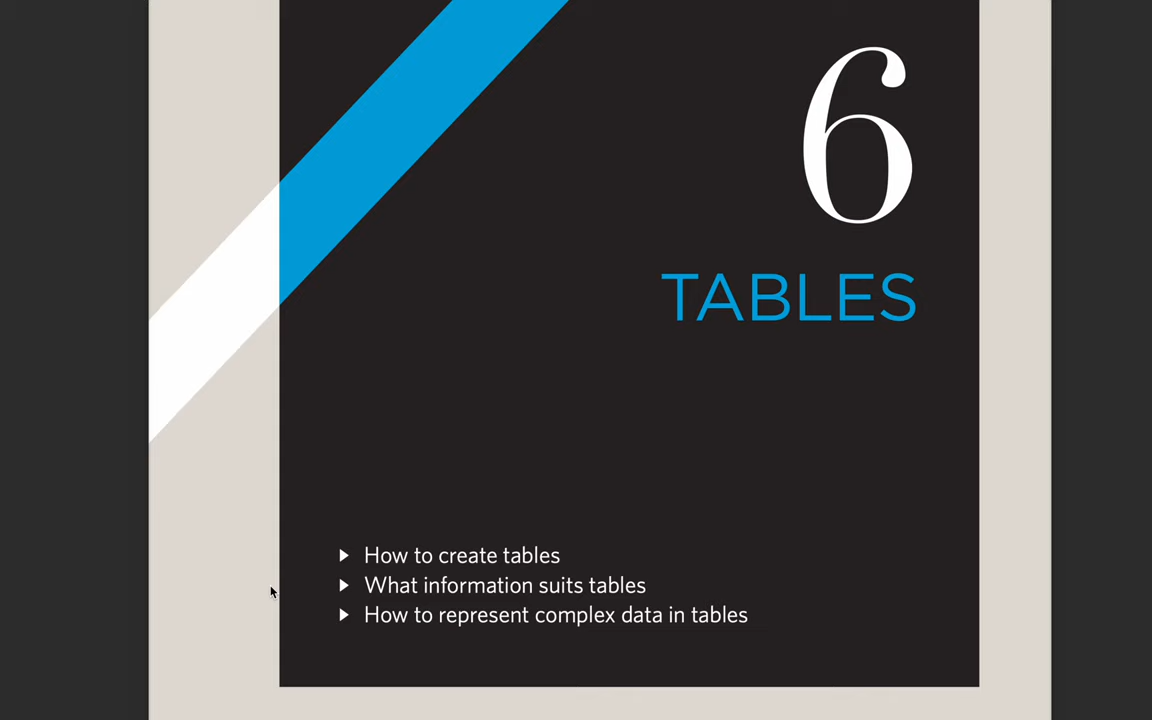 6
TABLES
How to create tables
What information suits tables
How to represent complex data in tables